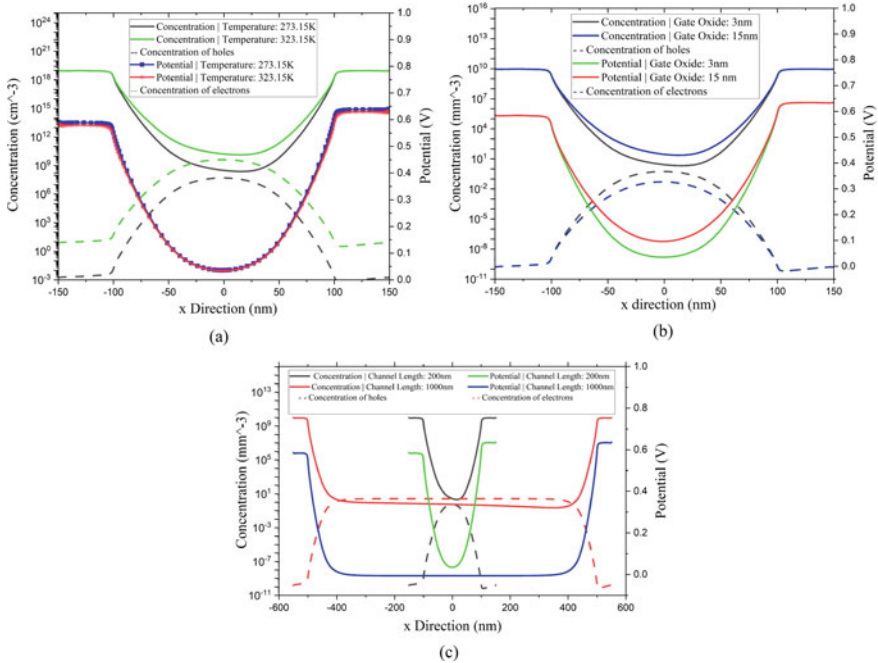 Concentration | Temperature: 273.15K
Concentration | Temperature: 323.15K
Concentration of holes
Potential | Temperature: 273.15K
Potential | Temperature: 323.15K
Concentration of electrons
Concentration (cm^-3)
10^24
10^21
10^18
10^15
10^12
10^9
10^6
10^3
10^0
10^-3
1.0
0.9
0.8
0.7
0.6
0.5
0.4
0.3
0.2
0.1
0.0
Potential (V)
-150 -100 -50 0 50 100 150
x Direction (nm)
(a)
Concentration | Gate Oxide: 3nm
Concentration | Gate Oxide: 15nm
Concentration of holes
Potential | Gate Oxide: 3nm
Potential | Gate Oxide: 15 nm
Concentration of electrons
Concentration (mm^-3)
10^16
10^13
10^10
10^7
10^4
10^1
10^-2
10^-5
10^-8
10^-11
1.0
0.9
0.8
0.7
0.6
0.5
0.4
0.3
0.2
0.1
0.0
Potential (V)
-150 -100 -50 0 50 100 150
x direction (nm)
(b)
Concentration | Channel Length: 200nm
Potential | Channel Length: 200nm
Concentration | Channel Length: 1000nm
Potential | Channel Length: 1000nm
Concentration of holes
Concentration of electrons
Concentration (mm^-3)
10^13
10^9
10^5
10^1
10^-3
10^-7
10^-11
1.0
0.8
0.6
0.4
0.2
0.0
Potential (V)
-600 -400 -200 0 200 400 600
x Direction (nm)
(c)